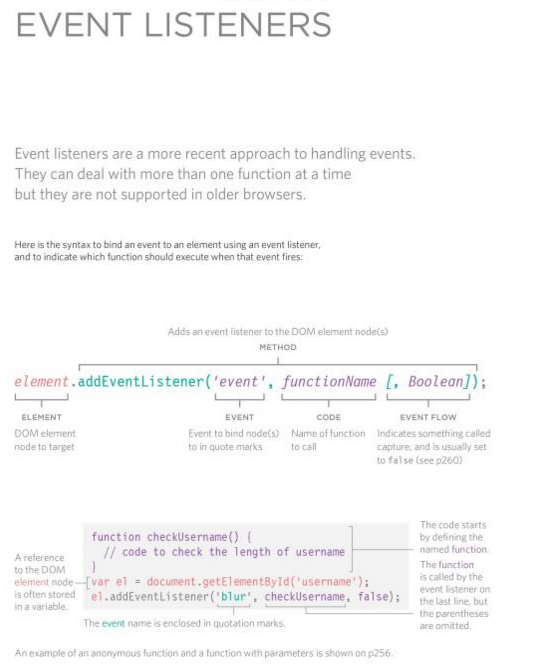 EVENT LISTENERS
Event listeners are a more recent approach to handling events.
They can deal with more than one function at a time
but they are not supported in older browsers.
Here is the syntax to bind an event to an element using an event listener,
and to indicate which function should execute when that event fires:
Adds an event listener to the DOM element node(s)
METHOD
element.addEventListener('event', functionName [, Boolean]);
ELEMENT
DOM element
node to target
EVENT
Event to bind node(s)
to in quote marks
CODE
Name of function
to call
EVENT FLOW
Indicates something called
capture, and is usually set
to false (see p260)
A reference
to the DOM
element node
is often stored
in a variable.
function checkUsername() {
// code to check the length of username
}
var el = document.getElementById('username');
el.addEventListener('blur', checkUsername, false);
The event name is enclosed in quotation marks.
The code starts
by defining the
named function.
The function
is called by the
event listener on
the last line, but
the parentheses
are omitted.
An example of an anonymous function and a function with parameters is shown on p256.